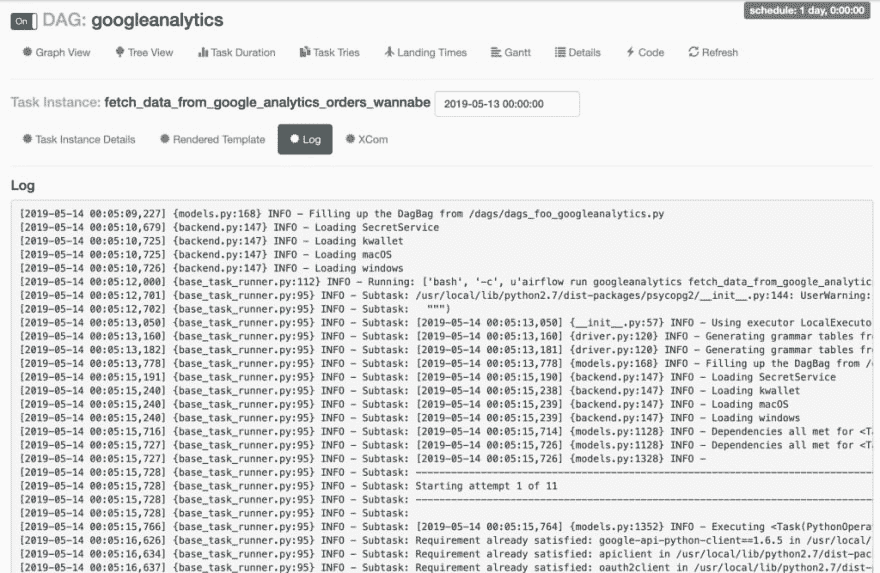 schedule: 1 day, 0:00:00
On DAG: googleanalytics
Graph View Tree View Task Duration Task Tries Landing Times Gantt Details Code Refresh
Task Instance: fetch_data_from_google_analytics_orders_wannabe 2019-05-13 00:00:00
Task Instance Details Rendered Template Log XCom
Log
[2019-05-14 00:05:09,227] {models.py:168} INFO - Filling up the DagBag from /dags/dags_foo_googleanalytics.py
[2019-05-14 00:05:10,679] {backend.py:147} INFO - Loading SecretService
[2019-05-14 00:05:10,725] {backend.py:147} INFO - Loading kwallet
[2019-05-14 00:05:10,725] {backend.py:147} INFO - Loading macOS
[2019-05-14 00:05:10,726] {backend.py:147} INFO - Loading windows
[2019-05-14 00:05:12,000] {base_task_runner.py:112} INFO - Running: ['bash', '-c', u'airflow run googleanalytics fetch_data_from_google_analytic
[2019-05-14 00:05:12,701] {base_task_runner.py:95} INFO - Subtask: /usr/local/lib/python2.7/dist-packages/psycopg2/__init__.py:144: UserWarning:
[2019-05-14 00:05:12,702] {base_task_runner.py:95} INFO - Subtask: """)
[2019-05-14 00:05:13,050] {base_task_runner.py:95} INFO - Subtask: [2019-05-14 00:05:13,050] {__init__.py:57} INFO - Using executor LocalExecuto
[2019-05-14 00:05:13,160] {base_task_runner.py:95} INFO - Subtask: [2019-05-14 00:05:13,160] {driver.py:120} INFO - Generating grammar tables fr
[2019-05-14 00:05:13,182] {base_task_runner.py:95} INFO - Subtask: [2019-05-14 00:05:13,181] {driver.py:120} INFO - Generating grammar tables fr
[2019-05-14 00:05:13,778] {base_task_runner.py:95} INFO - Subtask: [2019-05-14 00:05:13,778] {models.py:168} INFO - Filling up the DagBag from /
[2019-05-14 00:05:15,191] {base_task_runner.py:95} INFO - Subtask: [2019-05-14 00:05:15,190] {backend.py:147} INFO - Loading SecretService
[2019-05-14 00:05:15,240] {base_task_runner.py:95} INFO - Subtask: [2019-05-14 00:05:15,238] {backend.py:147} INFO - Loading kwallet
[2019-05-14 00:05:15,240] {base_task_runner.py:95} INFO - Subtask: [2019-05-14 00:05:15,239] {backend.py:147} INFO - Loading macOS
[2019-05-14 00:05:15,240] {base_task_runner.py:95} INFO - Subtask: [2019-05-14 00:05:15,239] {backend.py:147} INFO - Loading windows
[2019-05-14 00:05:15,716] {base_task_runner.py:95} INFO - Subtask: [2019-05-14 00:05:15,714] {models.py:1128} INFO - Dependencies all met for <T
[2019-05-14 00:05:15,727] {base_task_runner.py:95} INFO - Subtask: [2019-05-14 00:05:15,726] {models.py:1128} INFO - Dependencies all met for <T
[2019-05-14 00:05:15,727] {base_task_runner.py:95} INFO - Subtask: [2019-05-14 00:05:15,726] {models.py:1328} INFO -
[2019-05-14 00:05:15,728] {base_task_runner.py:95} INFO - Subtask: --------------------------------------------------------------------------------
[2019-05-14 00:05:15,728] {base_task_runner.py:95} INFO - Subtask: Starting attempt 1 of 11
[2019-05-14 00:05:15,728] {base_task_runner.py:95} INFO - Subtask: --------------------------------------------------------------------------------
[2019-05-14 00:05:15,728] {base_task_runner.py:95} INFO - Subtask:
[2019-05-14 00:05:15,766] {base_task_runner.py:95} INFO - Subtask: [2019-05-14 00:05:15,764] {models.py:1352} INFO - Executing <Task(PythonOpera
[2019-05-14 00:05:16,626] {base_task_runner.py:95} INFO - Subtask: Requirement already satisfied: google-api-python-client==1.6.5 in /usr/local/
[2019-05-14 00:05:16,634] {base_task_runner.py:95} INFO - Subtask: Requirement already satisfied: apiclient in /usr/local/lib/python2.7/dist-pac
[2019-05-14 00:05:16,637] {base_task_runner.py:95} INFO - Subtask: Requirement already satisfied: oauth2client in /usr/local/lib/python2.7/dist-